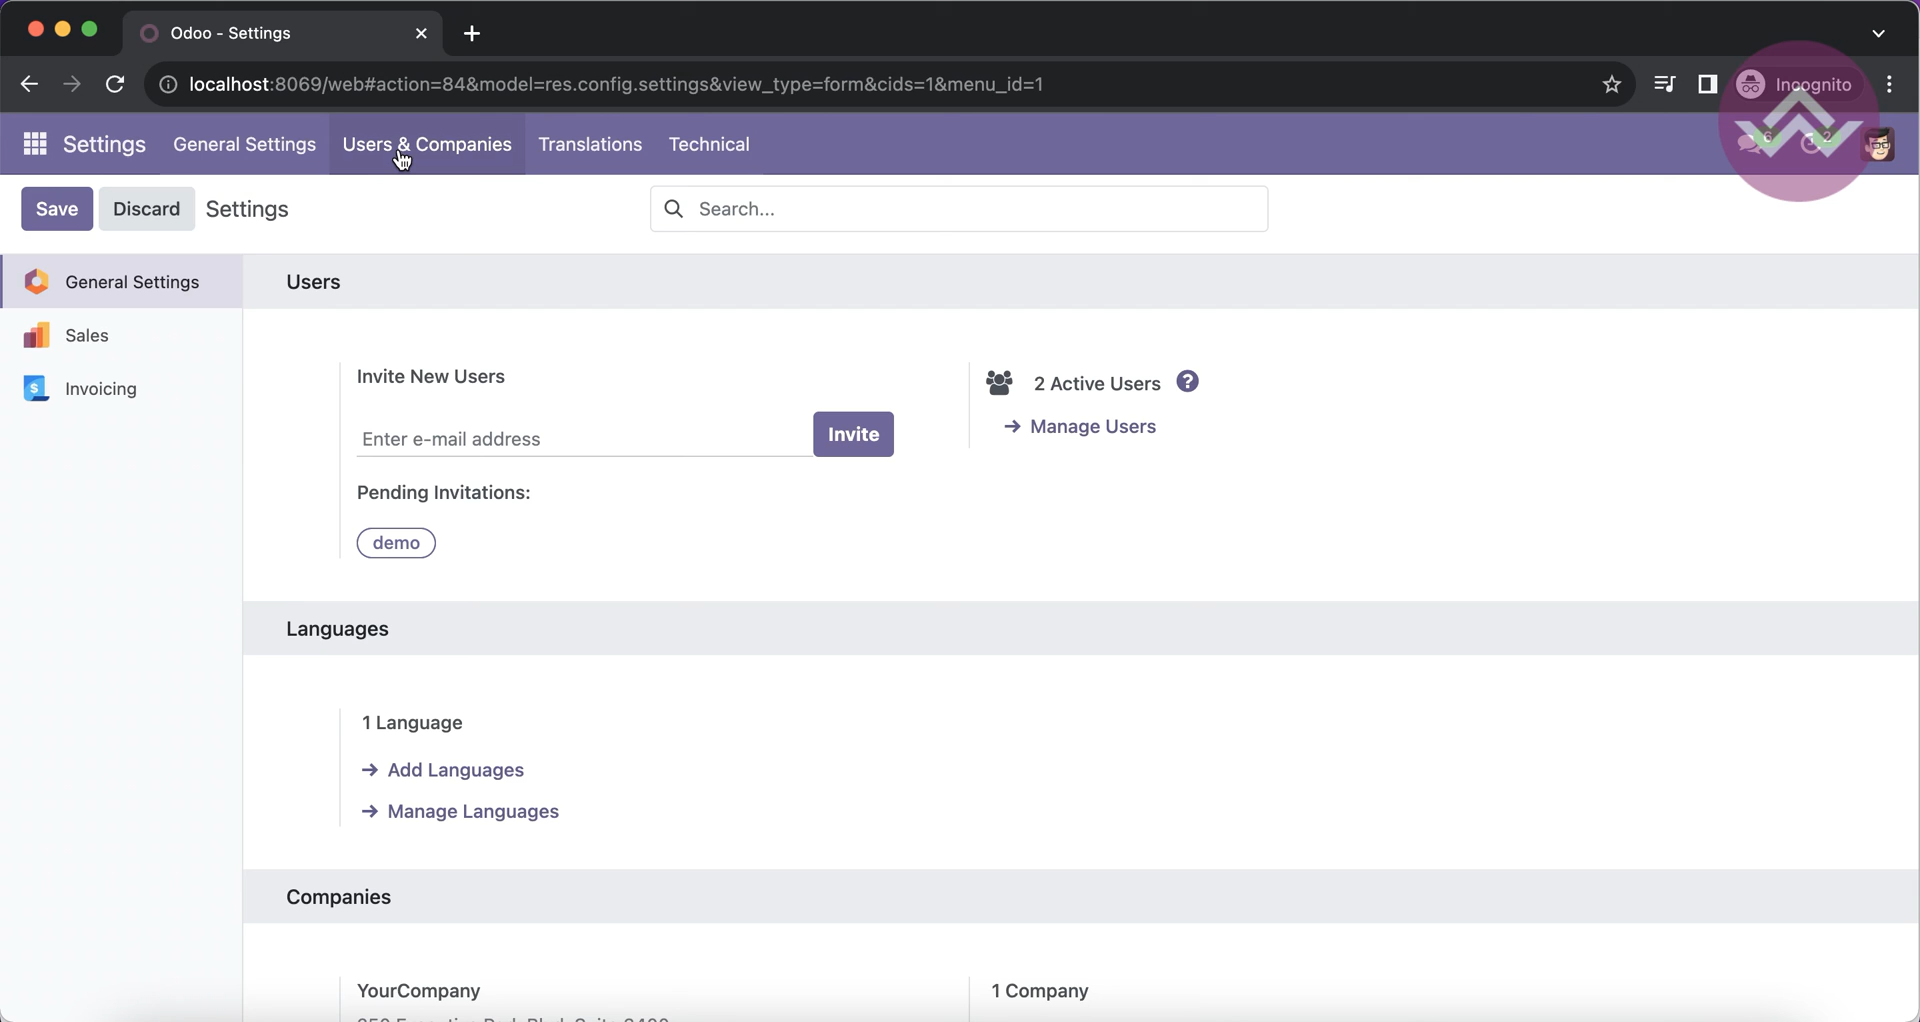 Odoo - Settings
localhost:8069/web#action=84&model=res.config.settings&view_type=form&cids=1&menu_id=1
Incognito
Settings General Settings Users & Companies Translations Technical
6 2
Save Discard Settings
Search...
General Settings
Sales
Invoicing
Users
Invite New Users
Enter e-mail address
Invite
Pending Invitations:
demo
2 Active Users ?
→ Manage Users
Languages
1 Language
→ Add Languages
→ Manage Languages
Companies
YourCompany
1 Company